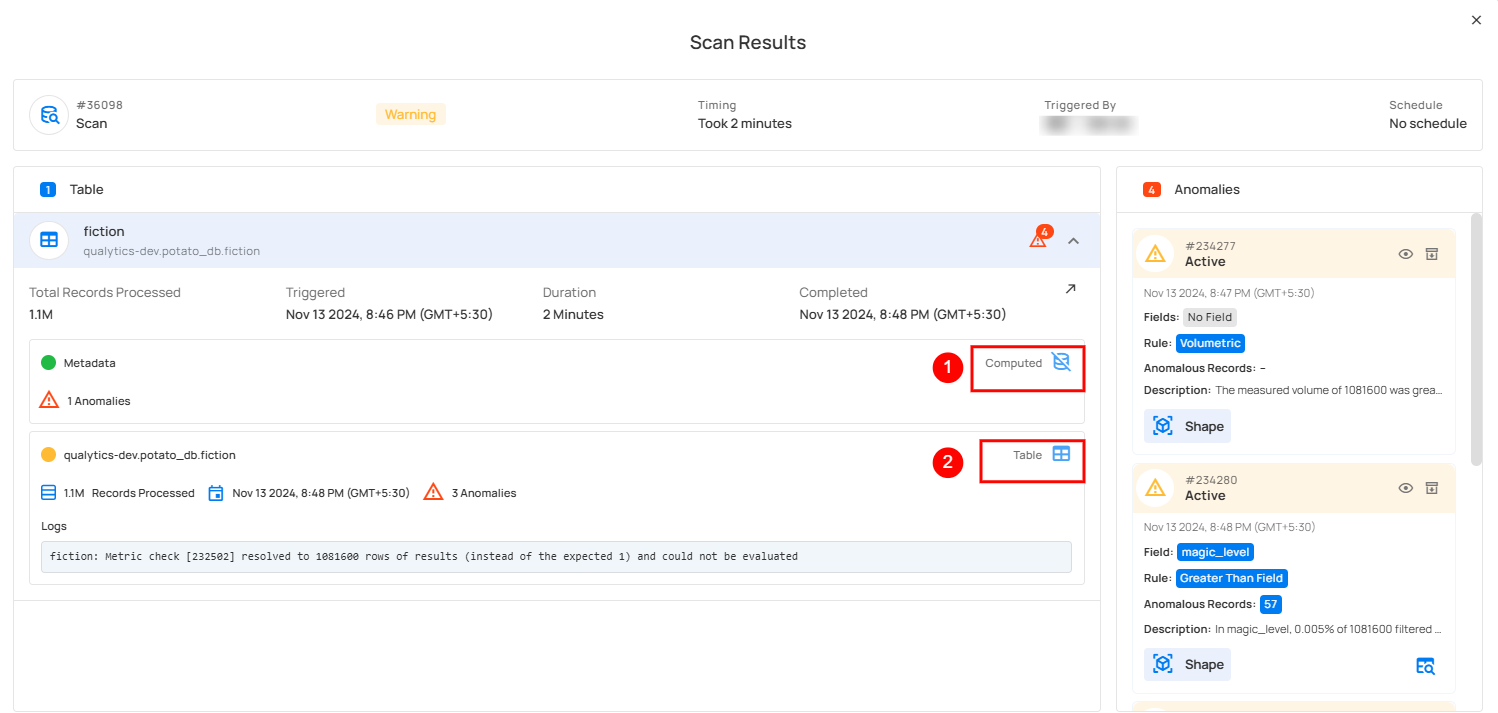 Scan Results
#36098
Scan
Warning
Timing
Took 2 minutes
Triggered By
Schedule
No schedule
1 Table
fiction
qualytics-dev.potato_db.fiction
4
Total Records Processed
1.1M
Triggered
Nov 13 2024, 8:46 PM (GMT+5:30)
Duration
2 Minutes
Completed
Nov 13 2024, 8:48 PM (GMT+5:30)
Metadata
1 Computed
1 Anomalies
qualytics-dev.potato_db.fiction
2 Table
1.1M Records Processed Nov 13 2024, 8:48 PM (GMT+5:30) 3 Anomalies
Logs
fiction: Metric check [232502] resolved to 1081600 rows of results (instead of the expected 1) and could not be evaluated
4 Anomalies
#234277
Active
Nov 13 2024, 8:47 PM (GMT+5:30)
Fields: No Field
Rule: Volumetric
Anomalous Records: –
Description: The measured volume of 1081600 was grea...
Shape
#234280
Active
Nov 13 2024, 8:48 PM (GMT+5:30)
Field: magic_level
Rule: Greater Than Field
Anomalous Records: 57
Description: In magic_level, 0.005% of 1081600 filtered ...
Shape